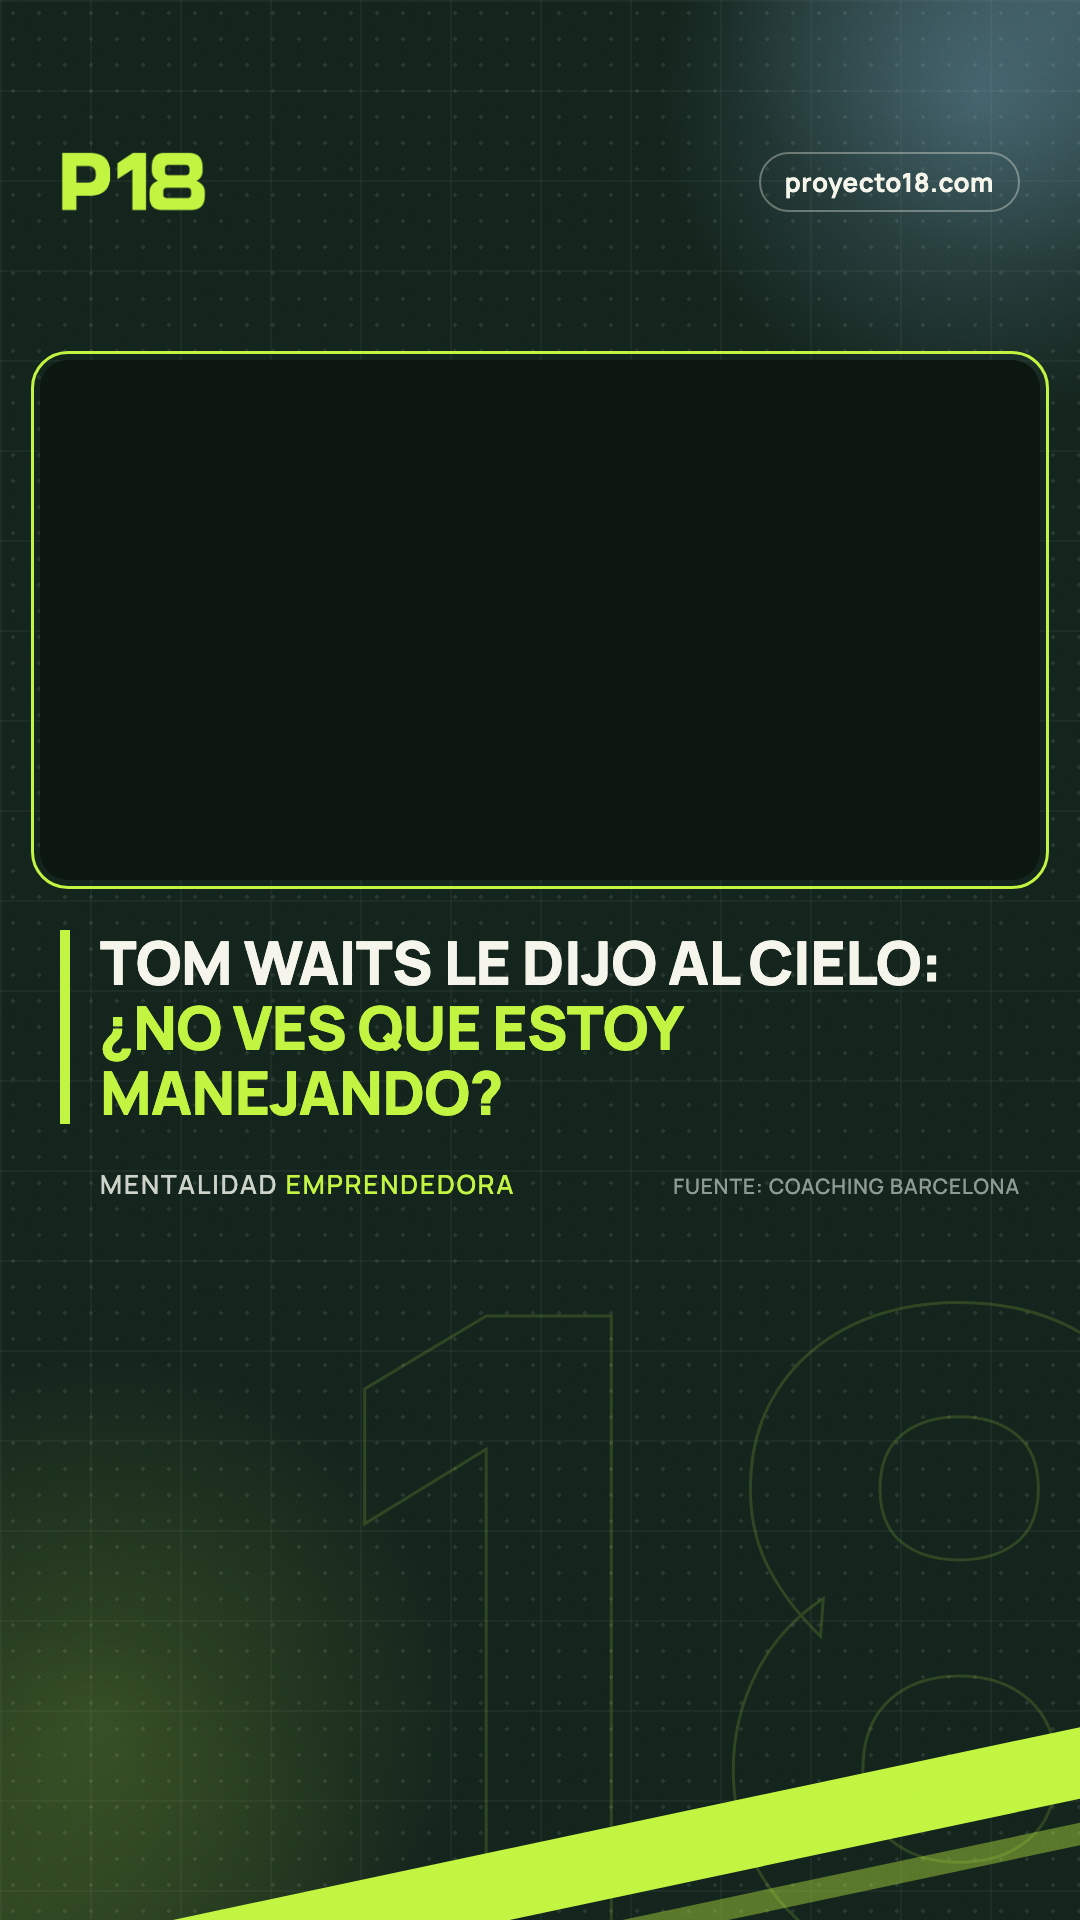 P18
proyecto18.com
TOM WAITS LE DIJO AL CIELO:
¿NO VES QUE ESTOY
MANEJANDO?
MENTALIDAD EMPRENDEDORA
FUENTE: COACHING BARCELONA
18